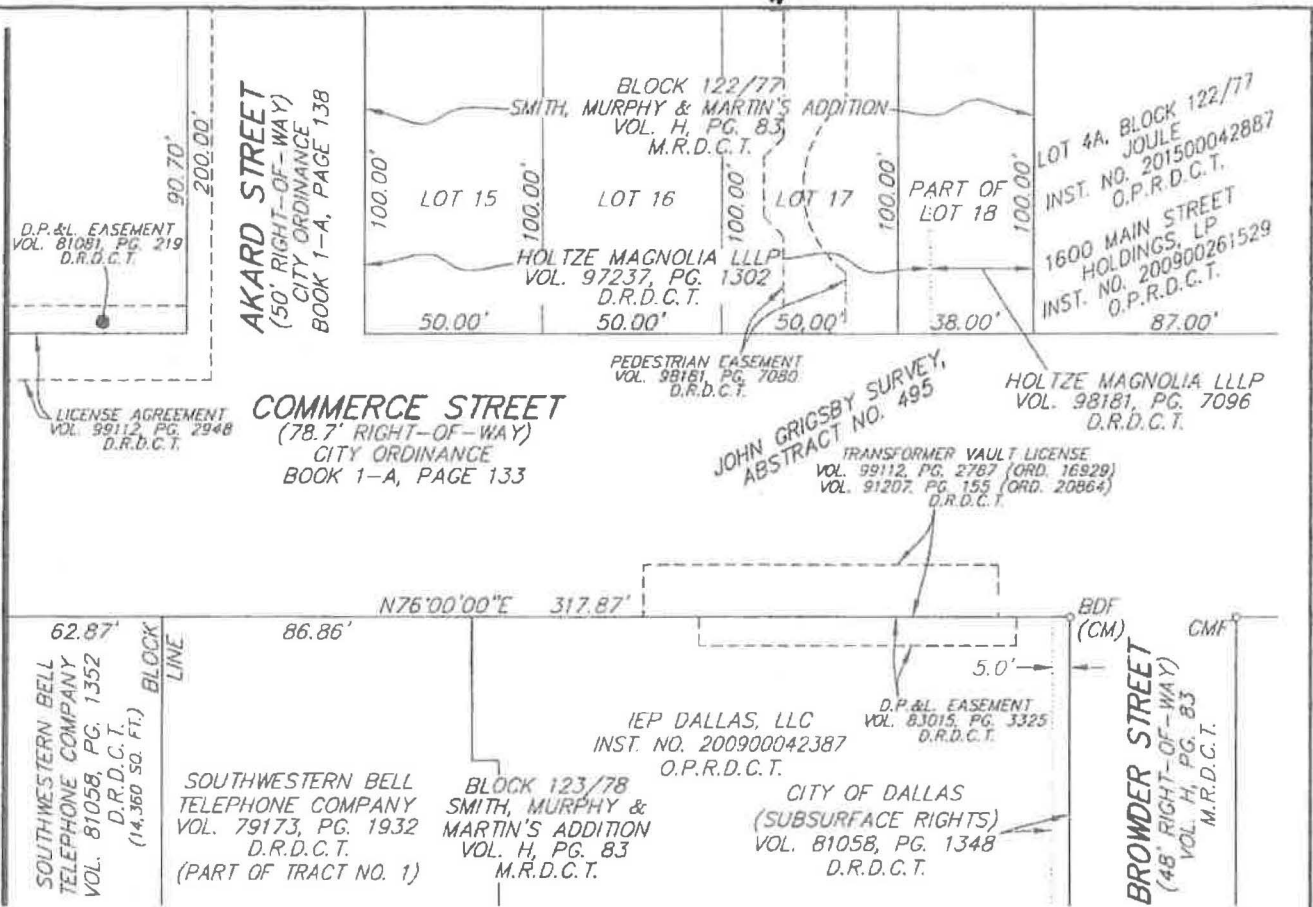 90.70'
200.00'
D.P.&L. EASEMENT
VOL. 81081, PG. 219
D.R.D.C.T.
AKARD STREET
(50' RIGHT-OF-WAY)
CITY ORDINANCE
BOOK 1-A, PAGE 138
BLOCK 122/77
SMITH, MURPHY & MARTIN'S ADDITION
VOL. H, PG. 83
M.R.D.C.T.
100.00'
LOT 15
100.00'
LOT 16
100.00'
LOT 17
100.00'
PART OF
LOT 18
100.00'
LOT 4A, BLOCK 122/77
JOULE
INST. NO. 201500042887
O.P.R.D.C.T.
1600 MAIN STREET
HOLDINGS, LP
INST. NO. 200900261529
O.P.R.D.C.T.
HOLTZE MAGNOLIA LLLP
VOL. 97237, PG. 1302
D.R.D.C.T.
50.00'
50.00'
50.00'
38.00'
87.00'
PEDESTRIAN EASEMENT
VOL. 98181, PG. 7080
D.R.D.C.T.
HOLTZE MAGNOLIA LLLP
VOL. 98181, PG. 7096
D.R.D.C.T.
LICENSE AGREEMENT
VOL. 99112, PG. 2948
D.R.D.C.T.
COMMERCE STREET
(78.7' RIGHT-OF-WAY)
CITY ORDINANCE
BOOK 1-A, PAGE 133
JOHN GRIGSBY SURVEY,
ABSTRACT NO. 495
TRANSFORMER VAULT LICENSE
VOL. 99112, PG. 2787 (ORD. 16929)
VOL. 91207, PG. 155 (ORD. 20864)
D.R.D.C.T.
N76°00'00"E 317.87'
62.87'
BLOCK
LINE
86.86'
BDF
(CM)
CMF
5.0'
SOUTHWESTERN BELL
TELEPHONE COMPANY
VOL. 81058, PG. 1352
D.R.D.C.T.
(14,360 SQ. FT.)
SOUTHWESTERN BELL
TELEPHONE COMPANY
VOL. 79173, PG. 1932
D.R.D.C.T.
(PART OF TRACT NO. 1)
BLOCK 123/78
SMITH, MURPHY &
MARTIN'S ADDITION
VOL. H, PG. 83
M.R.D.C.T.
IEP DALLAS, LLC
INST. NO. 200900042387
O.P.R.D.C.T.
D.P.&L. EASEMENT
VOL. 83015, PG. 3325
D.R.D.C.T.
CITY OF DALLAS
(SUBSURFACE RIGHTS)
VOL. 81058, PG. 1348
D.R.D.C.T.
BROWDER STREET
(48' RIGHT-OF-WAY)
VOL. H, PG. 83
M.R.D.C.T.